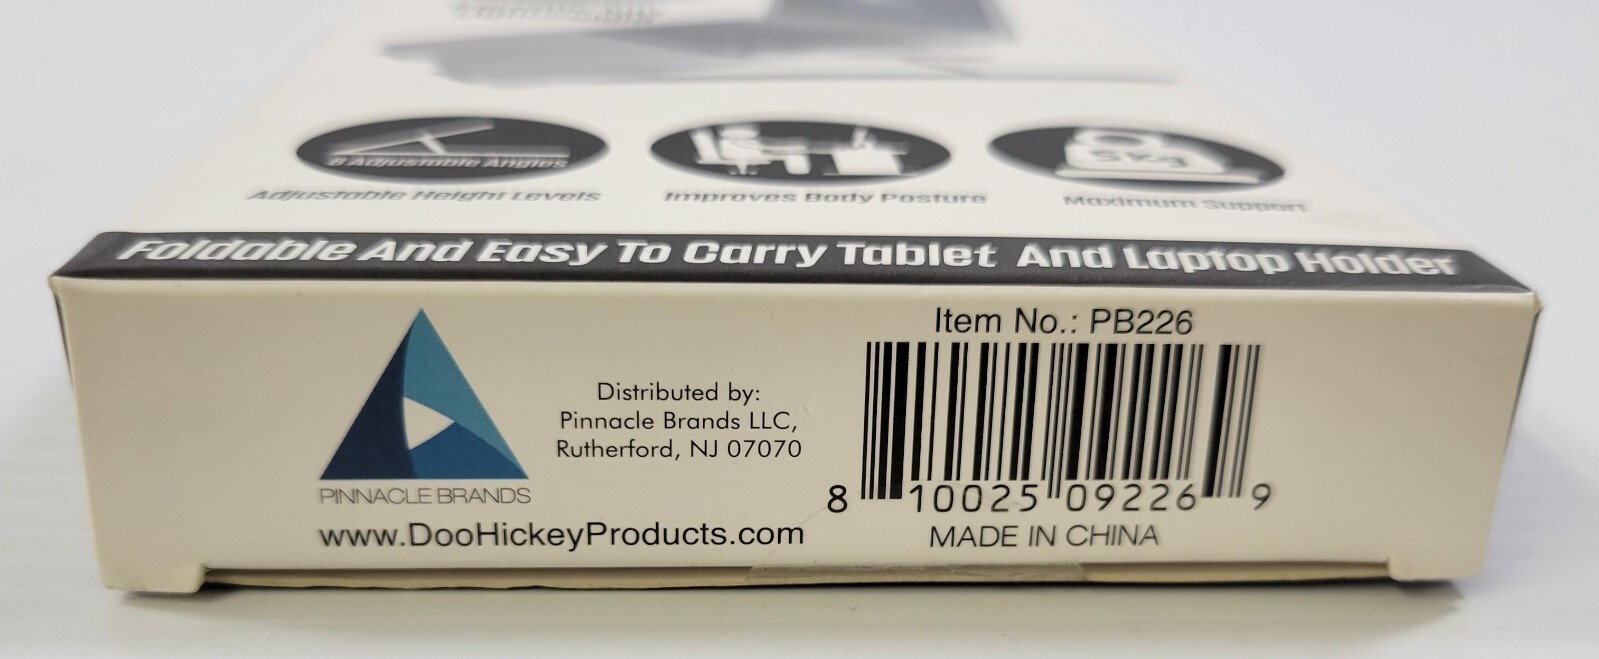 6 Adjustable Angles
5Kg
Adjustable Height Levels
Improves Body Posture
Maximum Support
Foldable And Easy To Carry Tablet And Laptop Holder
Item No.: PB226
Distributed by:
Pinnacle Brands LLC,
Rutherford, NJ 07070
PINNACLE BRANDS
www.DooHickeyProducts.com
8 10025 09226 9
MADE IN CHINA